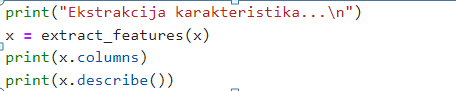 print("Ekstrakcija karakteristika...\n")
x = extract_features(x)
print(x.columns)
print(x.describe())